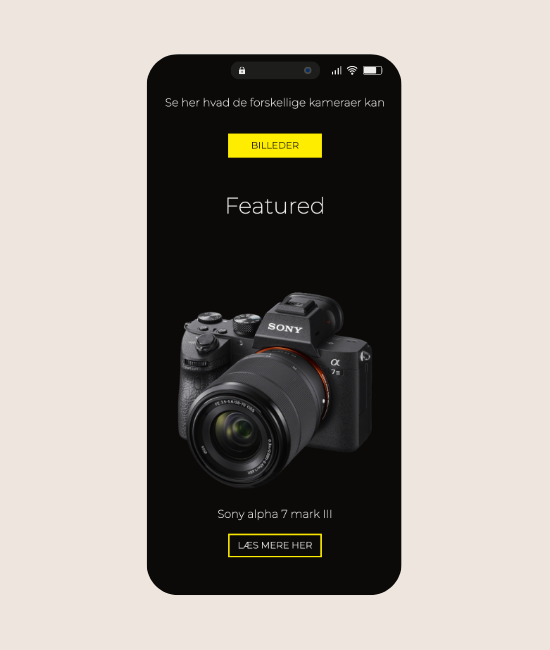 Se her hvad de forskellige kameraer kan
BILLEDER
Featured
SONY
α
7 III
Sony alpha 7 mark III
LÆS MERE HER